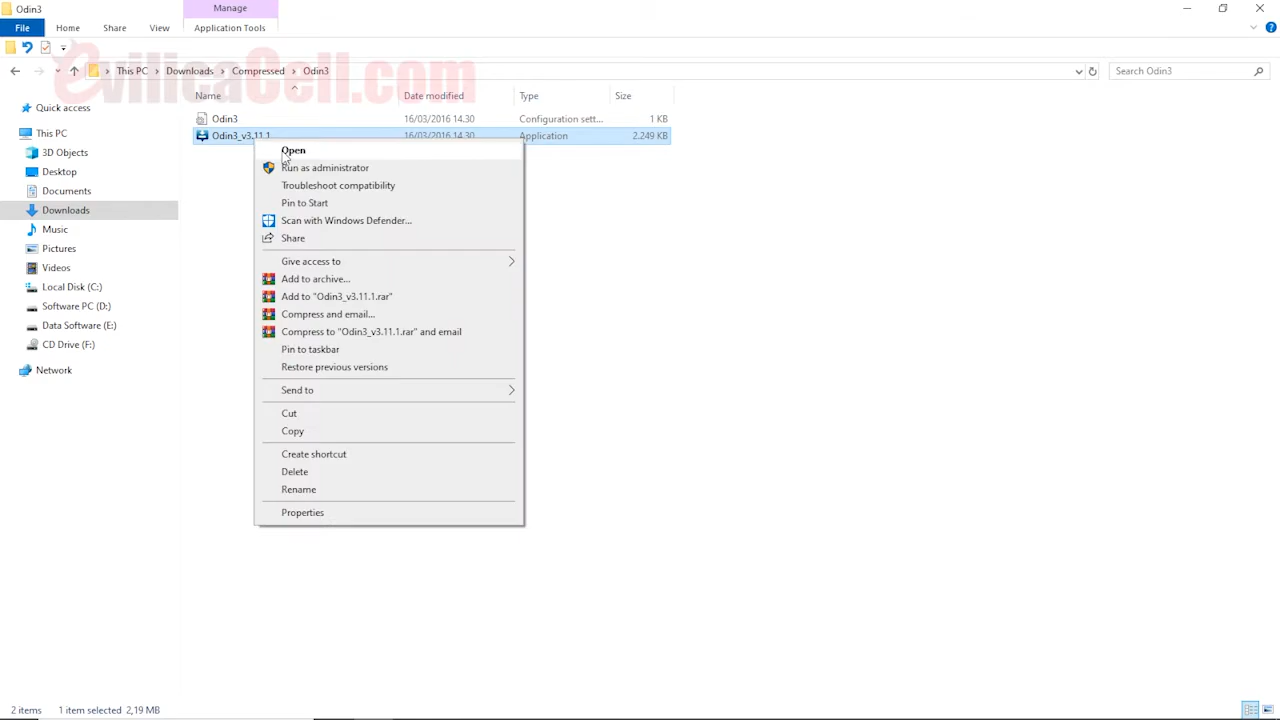 Odin3
Manage
File
Home
Share
View
Application Tools
evilicaCell.com
This PC
Downloads
Compressed
Odin3
Search Odin3
Name
Date modified
Type
Size
Quick access
This PC
3D Objects
Desktop
Documents
Downloads
Music
Pictures
Videos
Local Disk (C:)
Software PC (D:)
Data Software (E:)
CD Drive (F:)
Network
Odin3 16/03/2016 14.30 Configuration sett... 1 KB
Odin3_v3.11.1 16/03/2016 14.30 Application 2.249 KB
Open
Run as administrator
Troubleshoot compatibility
Pin to Start
Scan with Windows Defender...
Share
Give access to
Add to archive...
Add to "Odin3_v3.11.1.rar"
Compress and email...
Compress to "Odin3_v3.11.1.rar" and email
Pin to taskbar
Restore previous versions
Send to
Cut
Copy
Create shortcut
Delete
Rename
Properties
2 items 1 item selected 2,19 MB